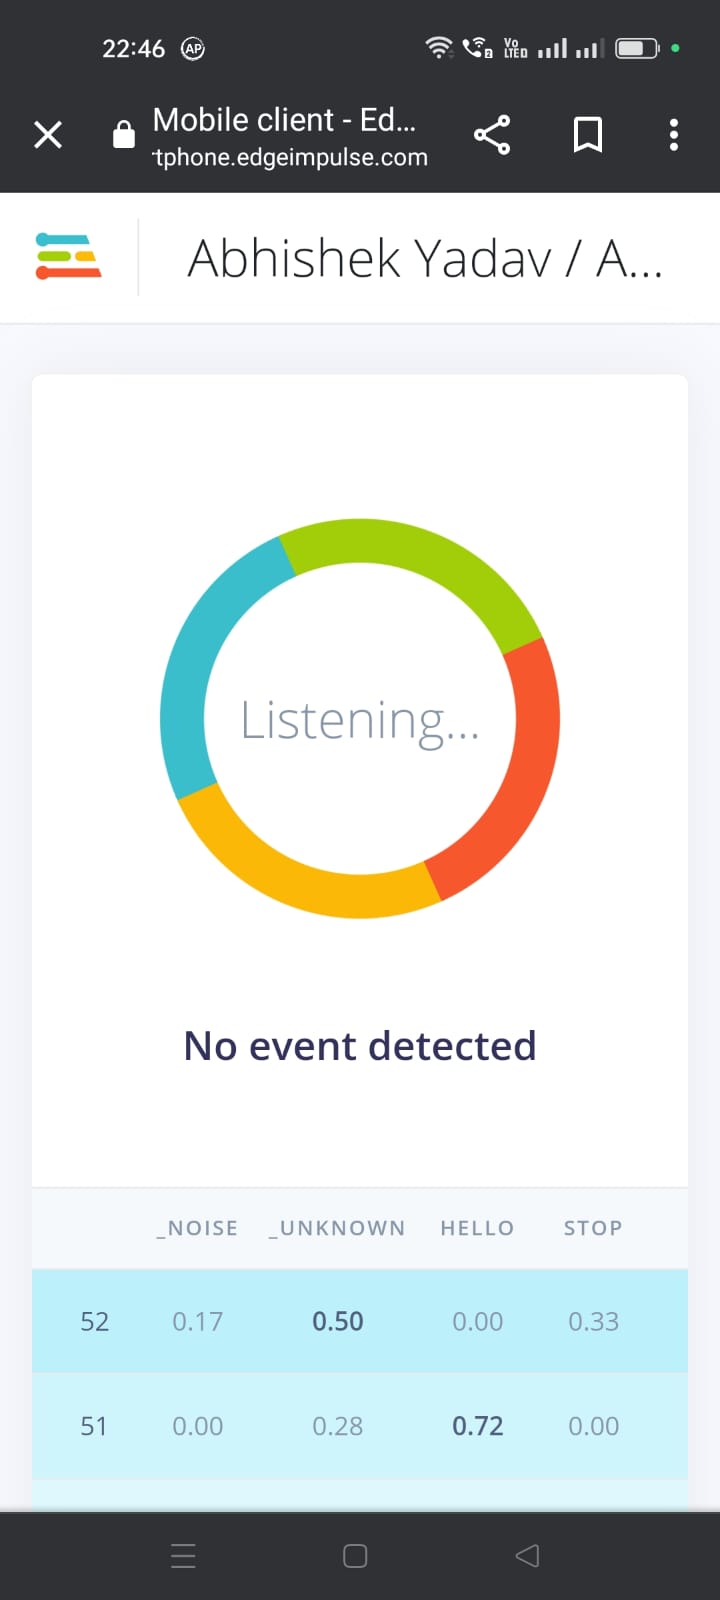 22:46 AP 2 Vo LTED
Mobile client - Ed...
tphone.edgeimpulse.com
Abhishek Yadav / A...
Listening...
No event detected
_NOISE _UNKNOWN HELLO STOP
52 0.17 0.50 0.00 0.33
51 0.00 0.28 0.72 0.00